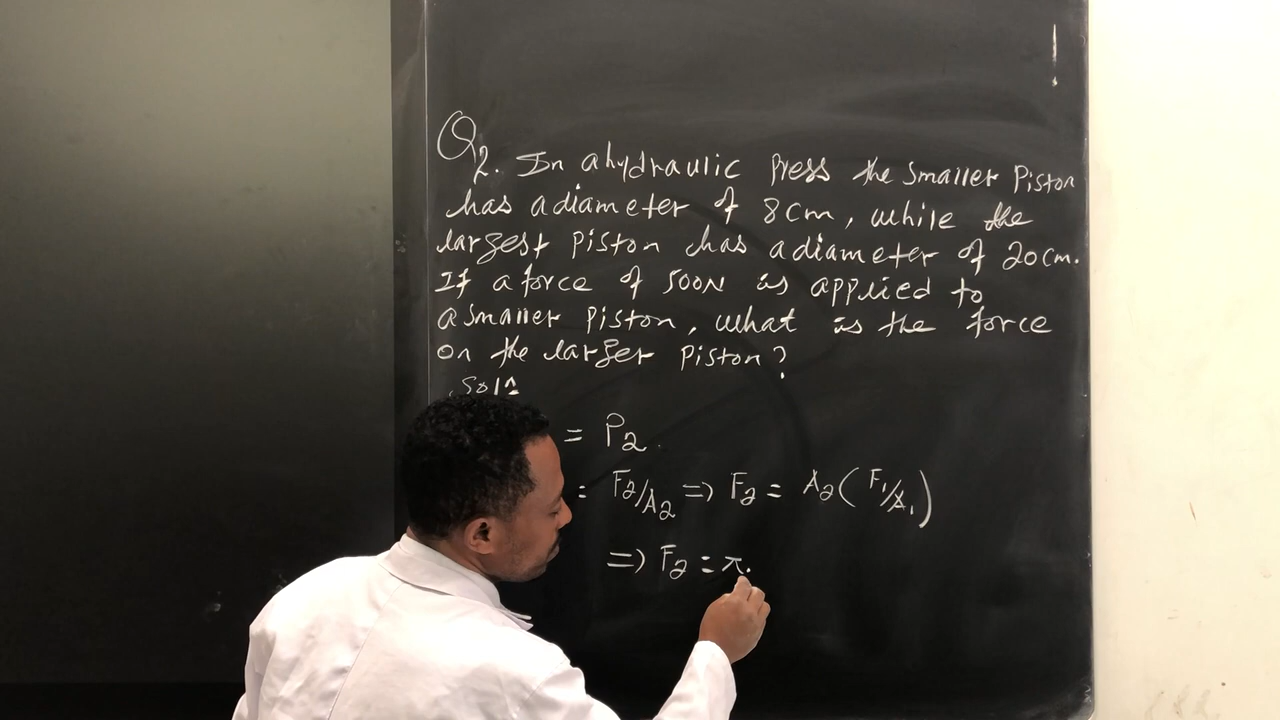 Q2. In a hydraulic press the smaller piston
has a diameter of 8cm, while the
largest piston has a diameter of 20cm.
If a force of 500N is applied to
a smaller piston, what is the force
on the larger piston?
Soln
= P2
= F2/A2 => F2 = A2(F1/A1)
=> F2 = π.